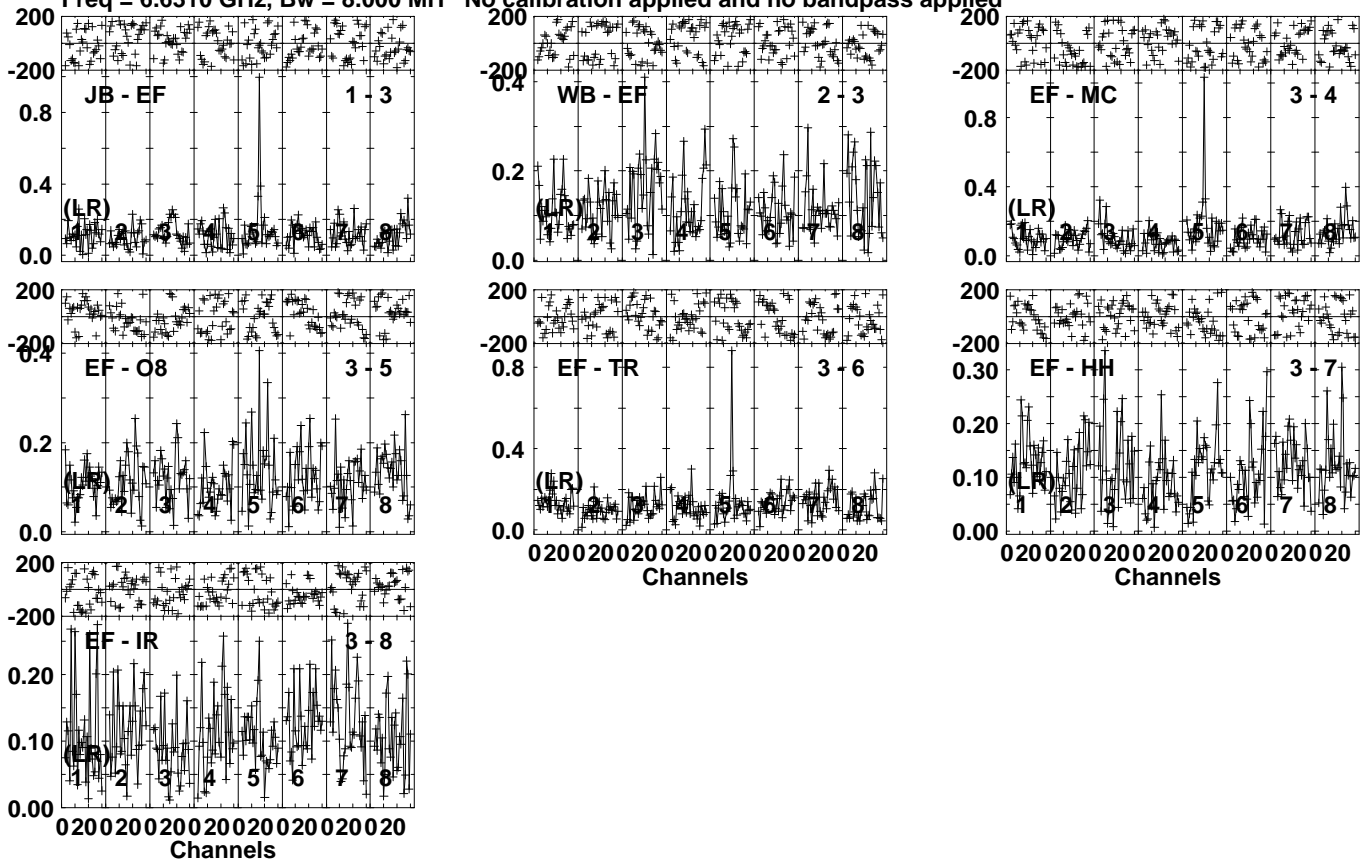 Freq = 6.6510 GHz, Bw = 8.000 MH No calibration applied and no bandpass applied
200
-200
JB - EF 1 - 3
0.8
0.4
0.0
(LR)
1 2 3 4 5 6 7 8
200
-200
WB - EF 2 - 3
0.4
0.2
0.0
(LR)
1 2 3 4 5 6 7 8
200
-200
EF - MC 3 - 4
0.8
0.4
0.0
(LR)
1 2 3 4 5 6 7 8
200
-200
EF - O8 3 - 5
0.4
0.2
0.0
(LR)
1 2 3 4 5 6 7 8
200
-200
EF - TR 3 - 6
0.8
0.4
0.0
(LR)
1 2 3 4 5 6 7 8
0 20 0 20 0 20 0 20 0 20 0 20 0 20 0 20
Channels
200
-200
EF - HH 3 - 7
0.30
0.20
0.10
0.00
(LR)
1 2 3 4 5 6 7 8
0 20 0 20 0 20 0 20 0 20 0 20 0 20 0 20
Channels
200
-200
EF - IR 3 - 8
0.20
0.10
0.00
(LR)
1 2 3 4 5 6 7 8
0 20 0 20 0 20 0 20 0 20 0 20 0 20 0 20
Channels